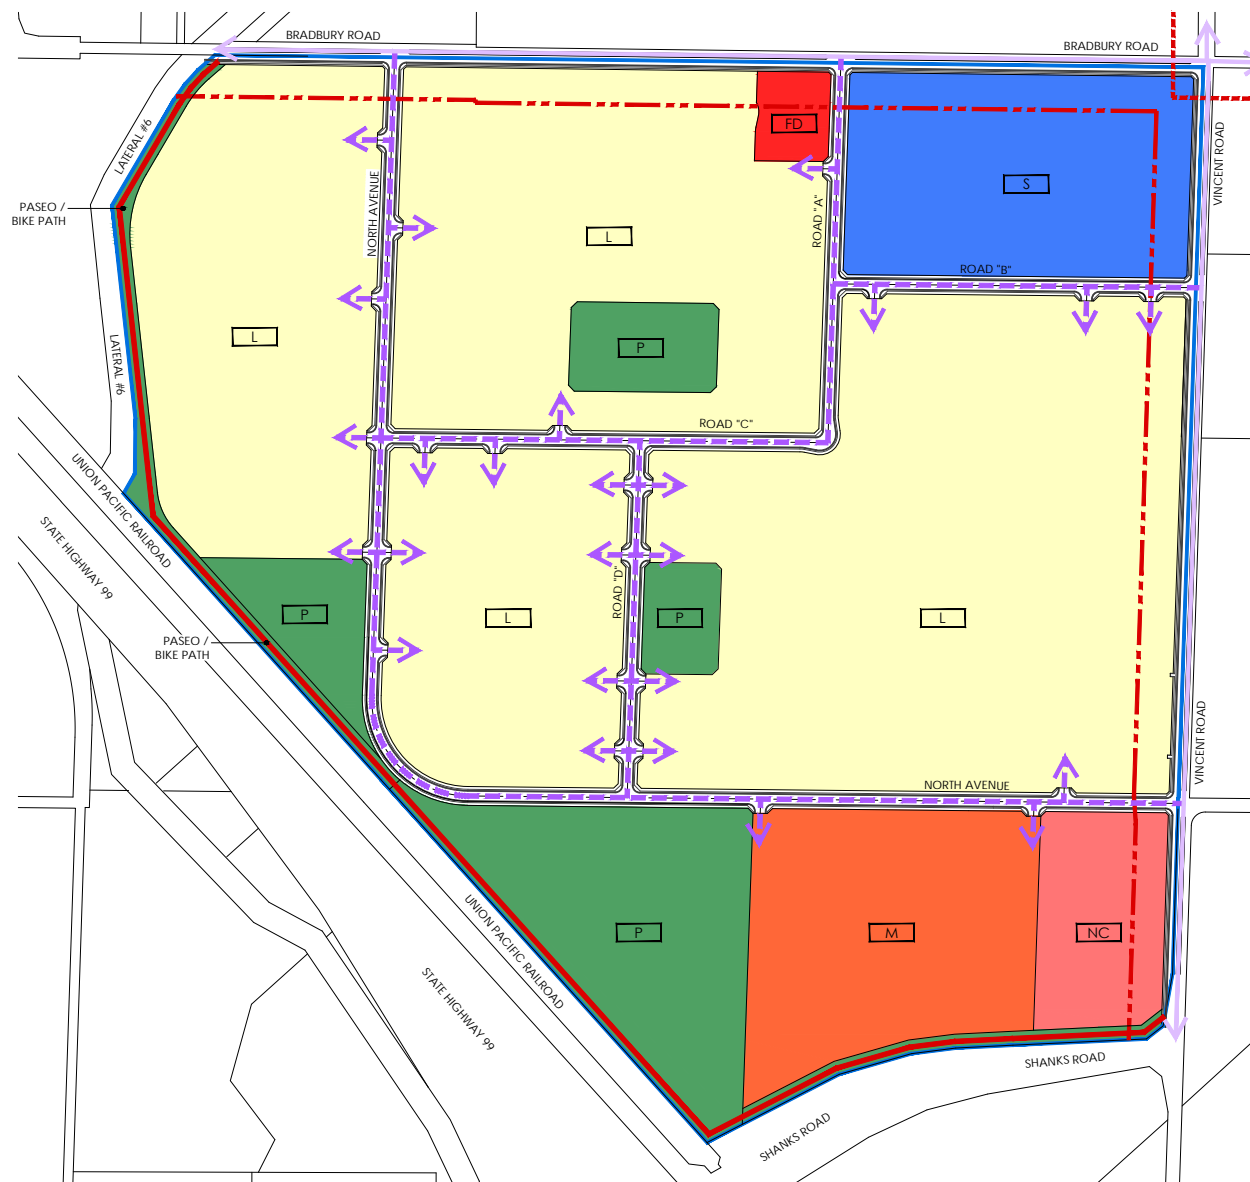 BRADBURY ROAD
BRADBURY ROAD
LATERAL #6
FD
VINCENT ROAD
S
PASEO /
BIKE PATH
NORTH AVENUE
ROAD "A"
L
ROAD "B"
L
P
LATERAL #6
ROAD "C"
UNION PACIFIC RAILROAD
STATE HIGHWAY 99
ROAD "D"
P
L
P
L
PASEO /
BIKE PATH
VINCENT ROAD
NORTH AVENUE
UNION PACIFIC RAILROAD
P
M
NC
STATE HIGHWAY 99
SHANKS ROAD
SHANKS ROAD